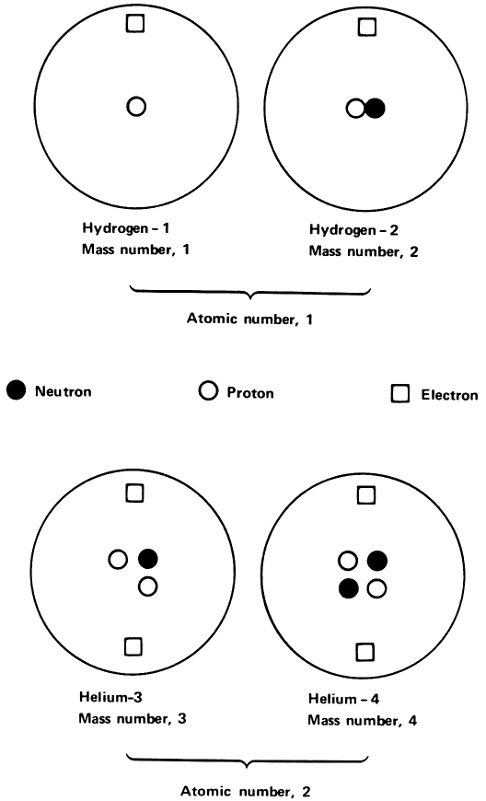 Hydrogen – 1
Mass number, 1
Hydrogen – 2
Mass number, 2
Atomic number, 1
Neutron
Proton
Electron
Helium–3
Mass number, 3
Helium – 4
Mass number, 4
Atomic number, 2